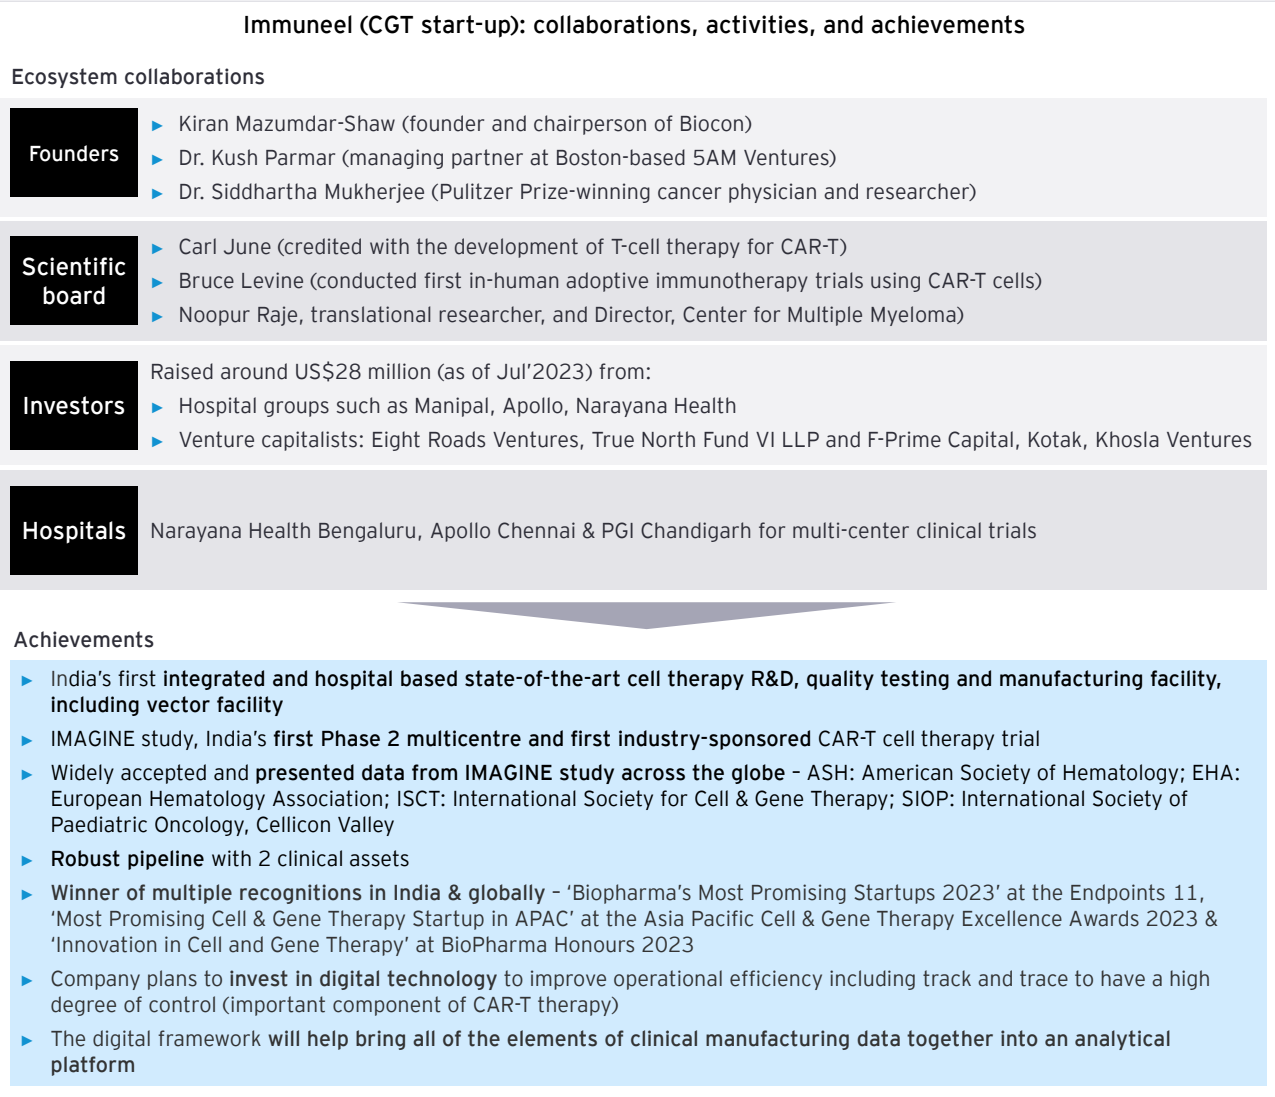 Immuneel (CGT start-up): collaborations, activities, and achievements
Ecosystem collaborations
Founders
► Kiran Mazumdar-Shaw (founder and chairperson of Biocon)
► Dr. Kush Parmar (managing partner at Boston-based 5AM Ventures)
► Dr. Siddhartha Mukherjee (Pulitzer Prize-winning cancer physician and researcher)
Scientific
board
► Carl June (credited with the development of T-cell therapy for CAR-T)
► Bruce Levine (conducted first in-human adoptive immunotherapy trials using CAR-T cells)
► Noopur Raje, translational researcher, and Director, Center for Multiple Myeloma)
Investors
Raised around US$28 million (as of Jul’2023) from:
► Hospital groups such as Manipal, Apollo, Narayana Health
► Venture capitalists: Eight Roads Ventures, True North Fund VI LLP and F-Prime Capital, Kotak, Khosla Ventures
Hospitals
Narayana Health Bengaluru, Apollo Chennai & PGI Chandigarh for multi-center clinical trials
Achievements
► India’s first integrated and hospital based state-of-the-art cell therapy R&D, quality testing and manufacturing facility,
including vector facility
► IMAGINE study, India’s first Phase 2 multicentre and first industry-sponsored CAR-T cell therapy trial
► Widely accepted and presented data from IMAGINE study across the globe – ASH: American Society of Hematology; EHA:
European Hematology Association; ISCT: International Society for Cell & Gene Therapy; SIOP: International Society of
Paediatric Oncology, Cellicon Valley
► Robust pipeline with 2 clinical assets
► Winner of multiple recognitions in India & globally – ‘Biopharma’s Most Promising Startups 2023’ at the Endpoints 11,
‘Most Promising Cell & Gene Therapy Startup in APAC’ at the Asia Pacific Cell & Gene Therapy Excellence Awards 2023 &
‘Innovation in Cell and Gene Therapy’ at BioPharma Honours 2023
► Company plans to invest in digital technology to improve operational efficiency including track and trace to have a high
degree of control (important component of CAR-T therapy)
► The digital framework will help bring all of the elements of clinical manufacturing data together into an analytical
platform